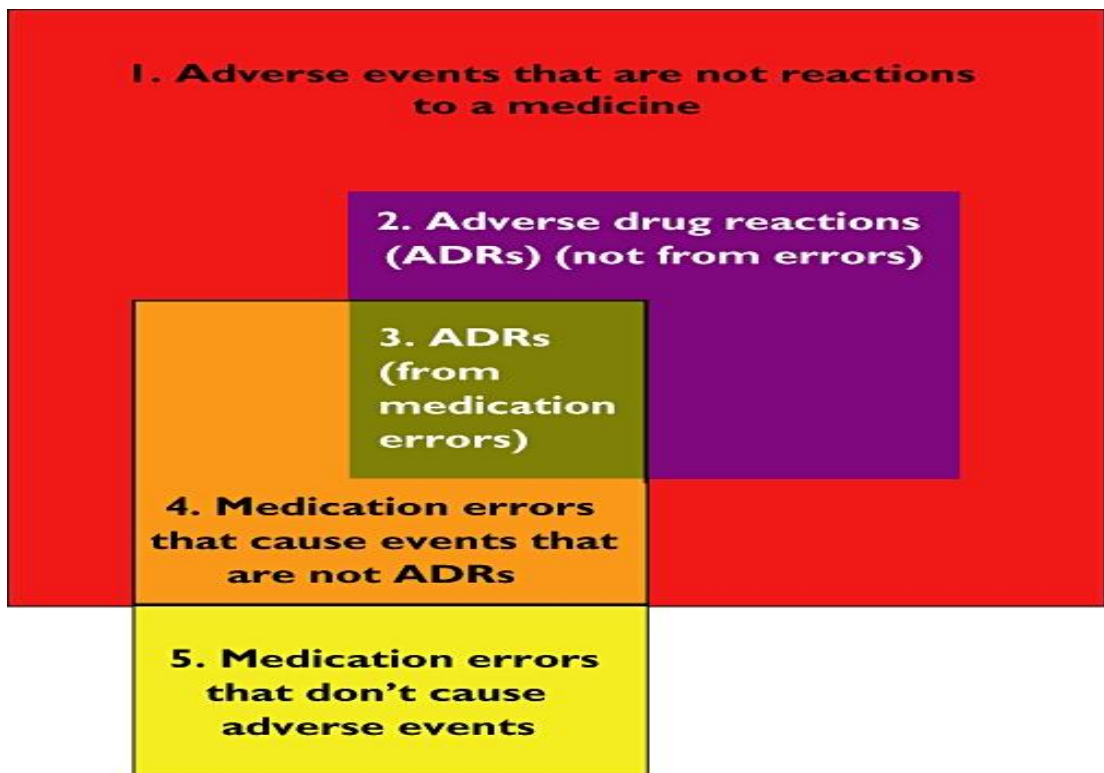 1. Adverse events that are not reactions
to a medicine
2. Adverse drug reactions
(ADRs) (not from errors)
3. ADRs
(from
medication
errors)
4. Medication errors
that cause events that
are not ADRs
5. Medication errors
that don't cause
adverse events